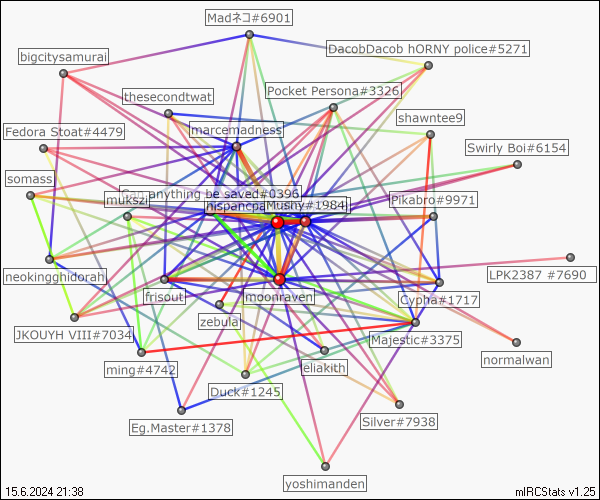 Madネコ#6901
DacobDacob hORNY police#5271
bigcitysamurai
Pocket Persona#3326
thesecondtwat
shawntee9
marcemadness
Fedora Stoat#4479
Swirly Boi#6154
somass
Can anything be saved#0396
mukszi
Pikabro#9971
hispancpa
Mushy#1984
LPK2387 #7690
neokingghidorah
frisout
moonraven
Cypha#1717
zebula
JKOUYH VIII#7034
Majestic#3375
normalwan
ming#4742
eliakith
Duck#1245
Silver#7938
Eg.Master#1378
yoshimanden
15.6.2024 21:38
mIRCStats v1.25